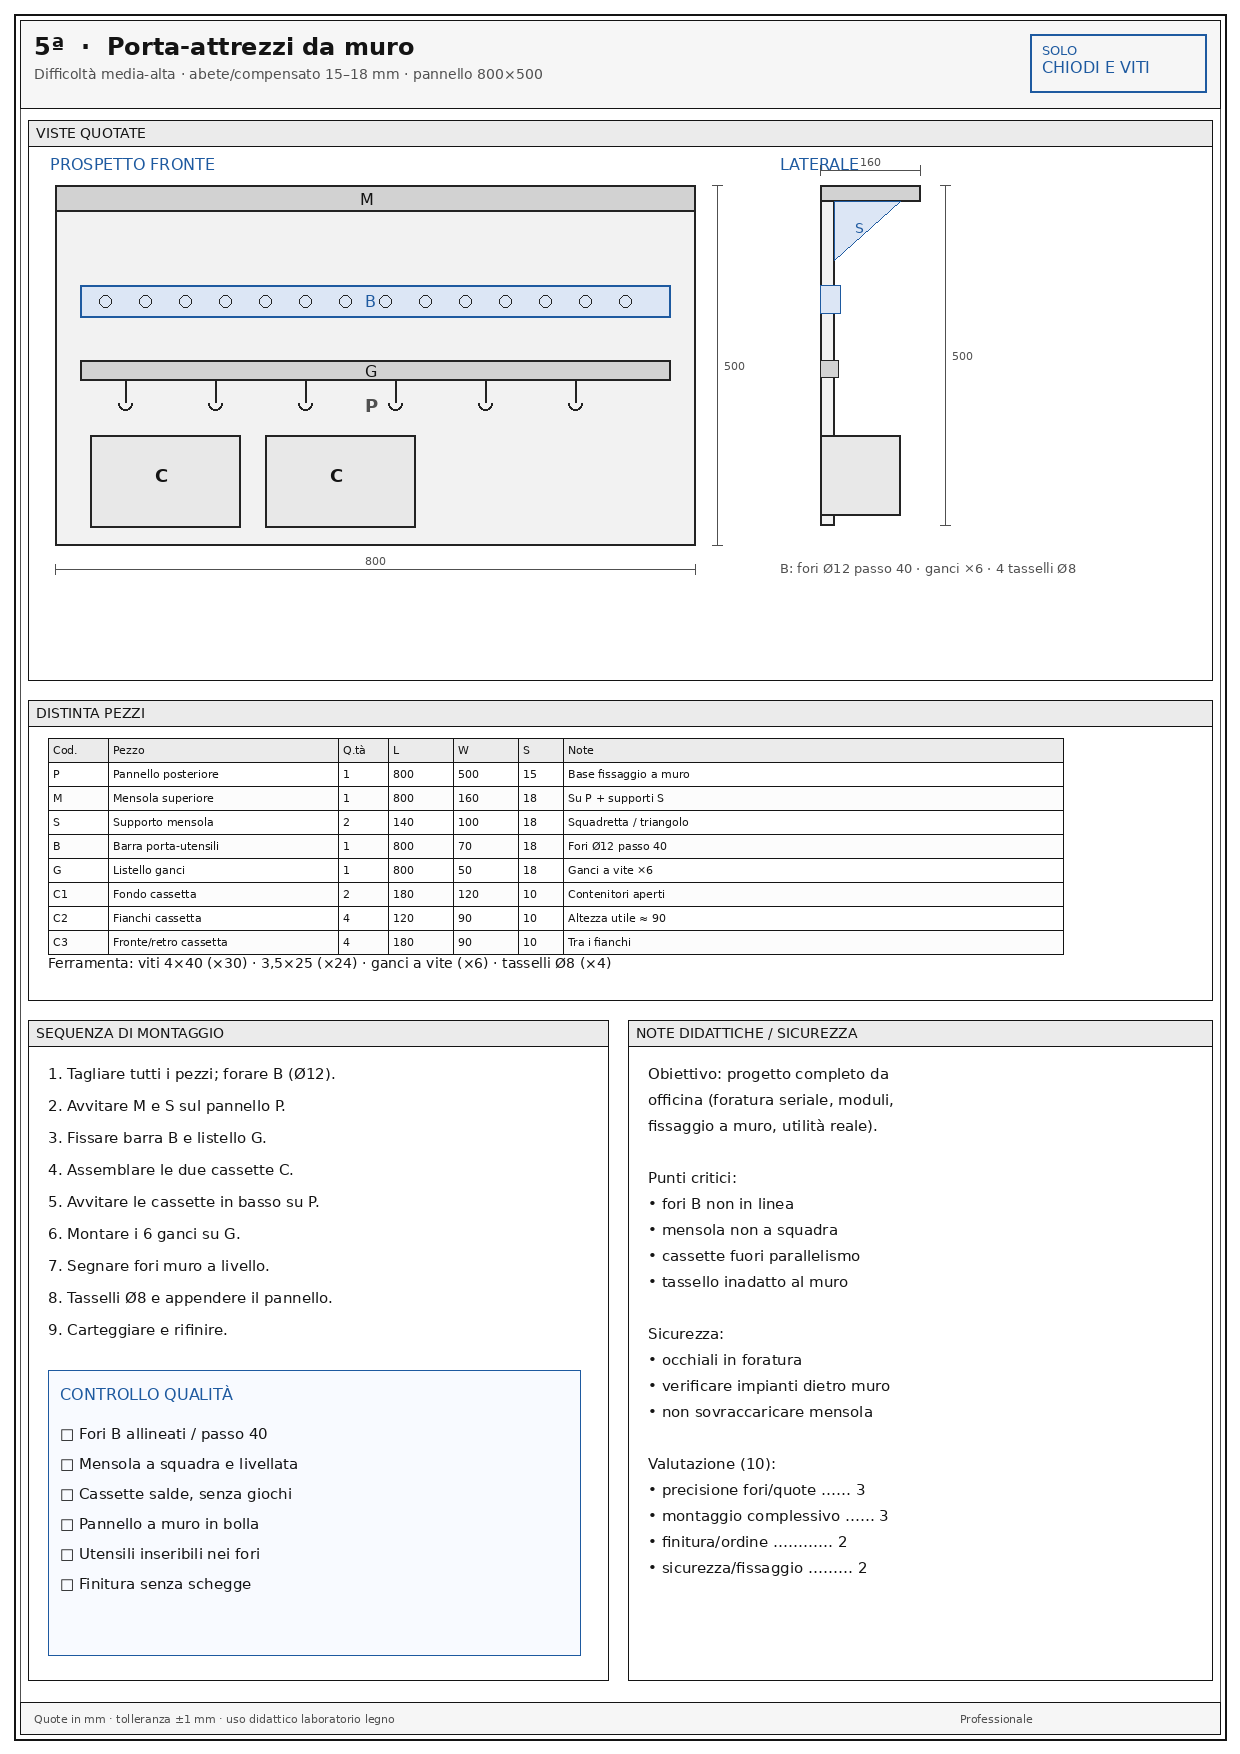 5ª · Porta-attrezzi da muro
Difficoltà media-alta · abete/compensato 15–18 mm · pannello 800×500
SOLO
CHIODI E VITI
VISTE QUOTATE
PROSPETTO FRONTE
LATERALE
160
M
S
B
G
P
C
C
500
500
800
B: fori Ø12 passo 40 · ganci ×6 · 4 tasselli Ø8
DISTINTA PEZZI
Cod. Pezzo Q.tà L W S Note
P Pannello posteriore 1 800 500 15 Base fissaggio a muro
M Mensola superiore 1 800 160 18 Su P + supporti S
S Supporto mensola 2 140 100 18 Squadretta / triangolo
B Barra porta-utensili 1 800 70 18 Fori Ø12 passo 40
G Listello ganci 1 800 50 18 Ganci a vite ×6
C1 Fondo cassetta 2 180 120 10 Contenitori aperti
C2 Fianchi cassetta 4 120 90 10 Altezza utile ≈ 90
C3 Fronte/retro cassetta 4 180 90 10 Tra i fianchi
Ferramenta: viti 4×40 (×30) · 3,5×25 (×24) · ganci a vite (×6) · tasselli Ø8 (×4)
SEQUENZA DI MONTAGGIO
1. Tagliare tutti i pezzi; forare B (Ø12).
2. Avvitare M e S sul pannello P.
3. Fissare barra B e listello G.
4. Assemblare le due cassette C.
5. Avvitare le cassette in basso su P.
6. Montare i 6 ganci su G.
7. Segnare fori muro a livello.
8. Tasselli Ø8 e appendere il pannello.
9. Carteggiare e rifinire.
CONTROLLO QUALITÀ
□ Fori B allineati / passo 40
□ Mensola a squadra e livellata
□ Cassette salde, senza giochi
□ Pannello a muro in bolla
□ Utensili inseribili nei fori
□ Finitura senza schegge
NOTE DIDATTICHE / SICUREZZA
Obiettivo: progetto completo da
officina (foratura seriale, moduli,
fissaggio a muro, utilità reale).
Punti critici:
• fori B non in linea
• mensola non a squadra
• cassette fuori parallelismo
• tassello inadatto al muro
Sicurezza:
• occhiali in foratura
• verificare impianti dietro muro
• non sovraccaricare mensola
Valutazione (10):
• precisione fori/quote ...... 3
• montaggio complessivo ...... 3
• finitura/ordine ............ 2
• sicurezza/fissaggio ......... 2
Quote in mm · tolleranza ±1 mm · uso didattico laboratorio legno
Professionale